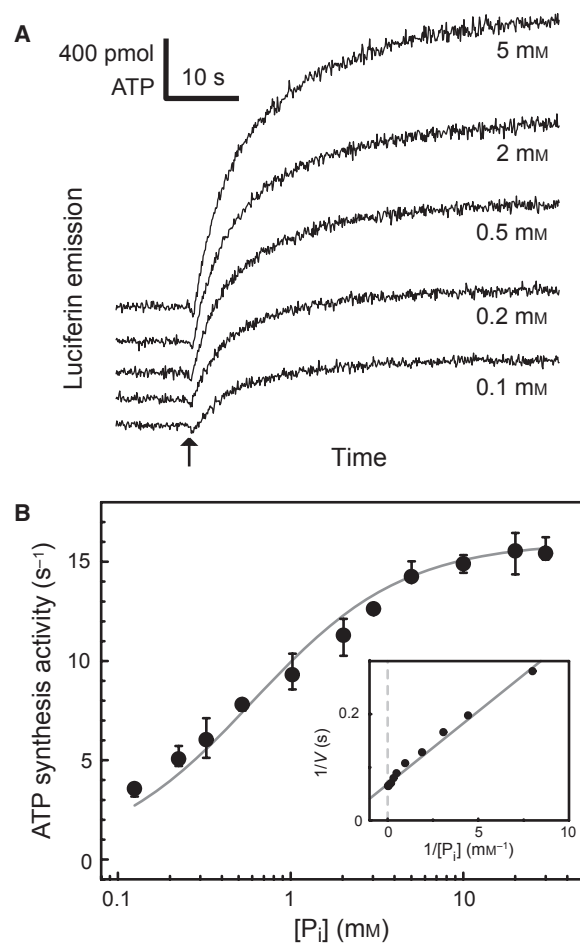 A
400 pmol
ATP
10 s
5 mM
2 mM
0.5 mM
0.2 mM
0.1 mM
Luciferin emission
Time
B
ATP synthesis activity (s⁻¹)
15
10
5
0
0.1
1
10
[Pᵢ] (mM)
1/V (s)
0.2
0
0
5
10
1/[Pᵢ] (mM⁻¹)